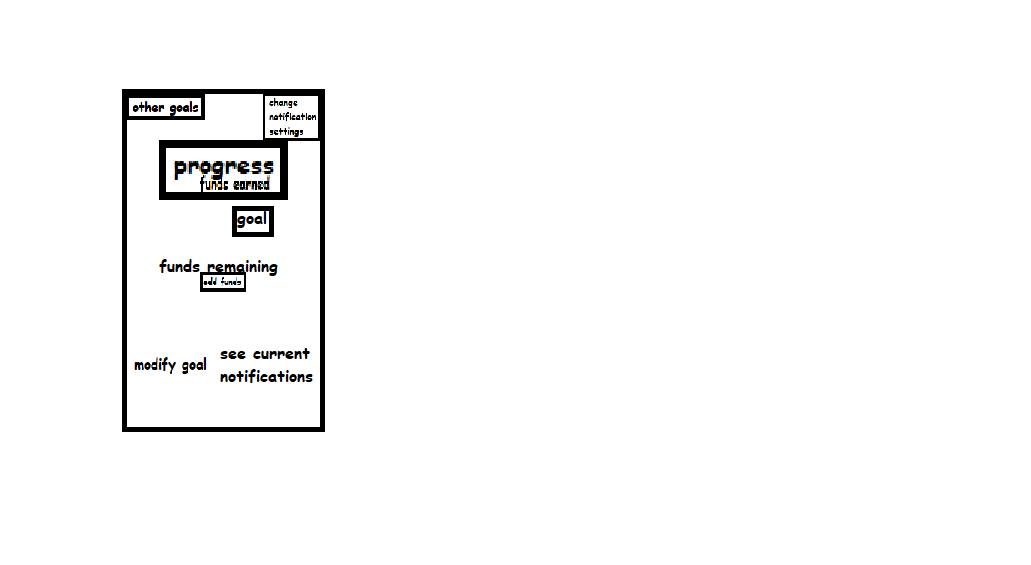 other goals
change
notification
settings
progress
funds earned
goal
funds remaining
add funds
modify goal
see current
notifications